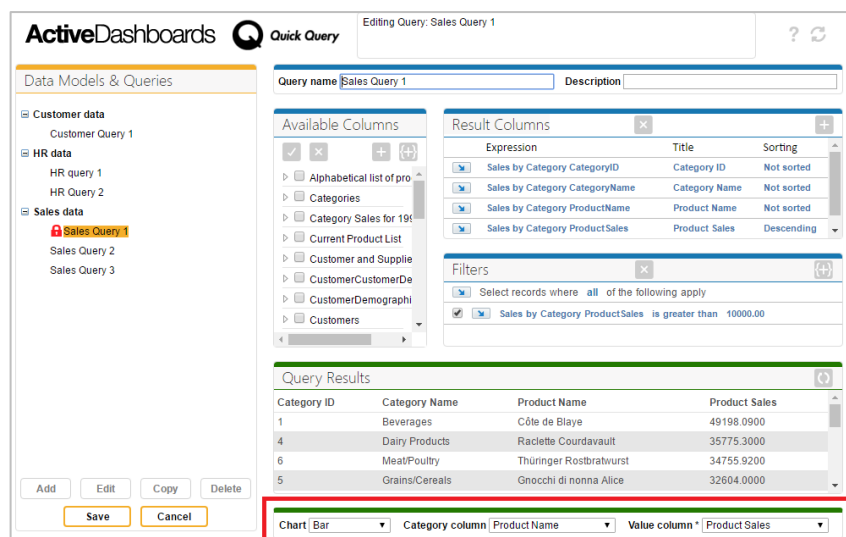 ActiveDashboards Quick Query
Editing Query: Sales Query 1
?
Data Models & Queries
Customer data
Customer Query 1
HR data
HR query 1
HR Query 2
Sales data
Sales Query 1
Sales Query 2
Sales Query 3
Add Edit Copy Delete
Save Cancel
Query name Sales Query 1 Description
Available Columns
Alphabetical list of pro
Categories
Category Sales for 199
Current Product List
Customer and Supplie
CustomerCustomerDe
CustomerDemographi
Customers
Result Columns
Expression Title Sorting
Sales by Category CategoryID Category ID Not sorted
Sales by Category CategoryName Category Name Not sorted
Sales by Category ProductName Product Name Not sorted
Sales by Category ProductSales Product Sales Descending
Filters
Select records where all of the following apply
Sales by Category ProductSales is greater than 10000.00
Query Results
Category ID Category Name Product Name Product Sales
1 Beverages Côte de Blaye 49198.0900
4 Dairy Products Raclette Courdavault 35775.3000
6 Meat/Poultry Thüringer Rostbratwurst 34755.9200
5 Grains/Cereals Gnocchi di nonna Alice 32604.0000
Chart Bar Category column Product Name Value column * Product Sales